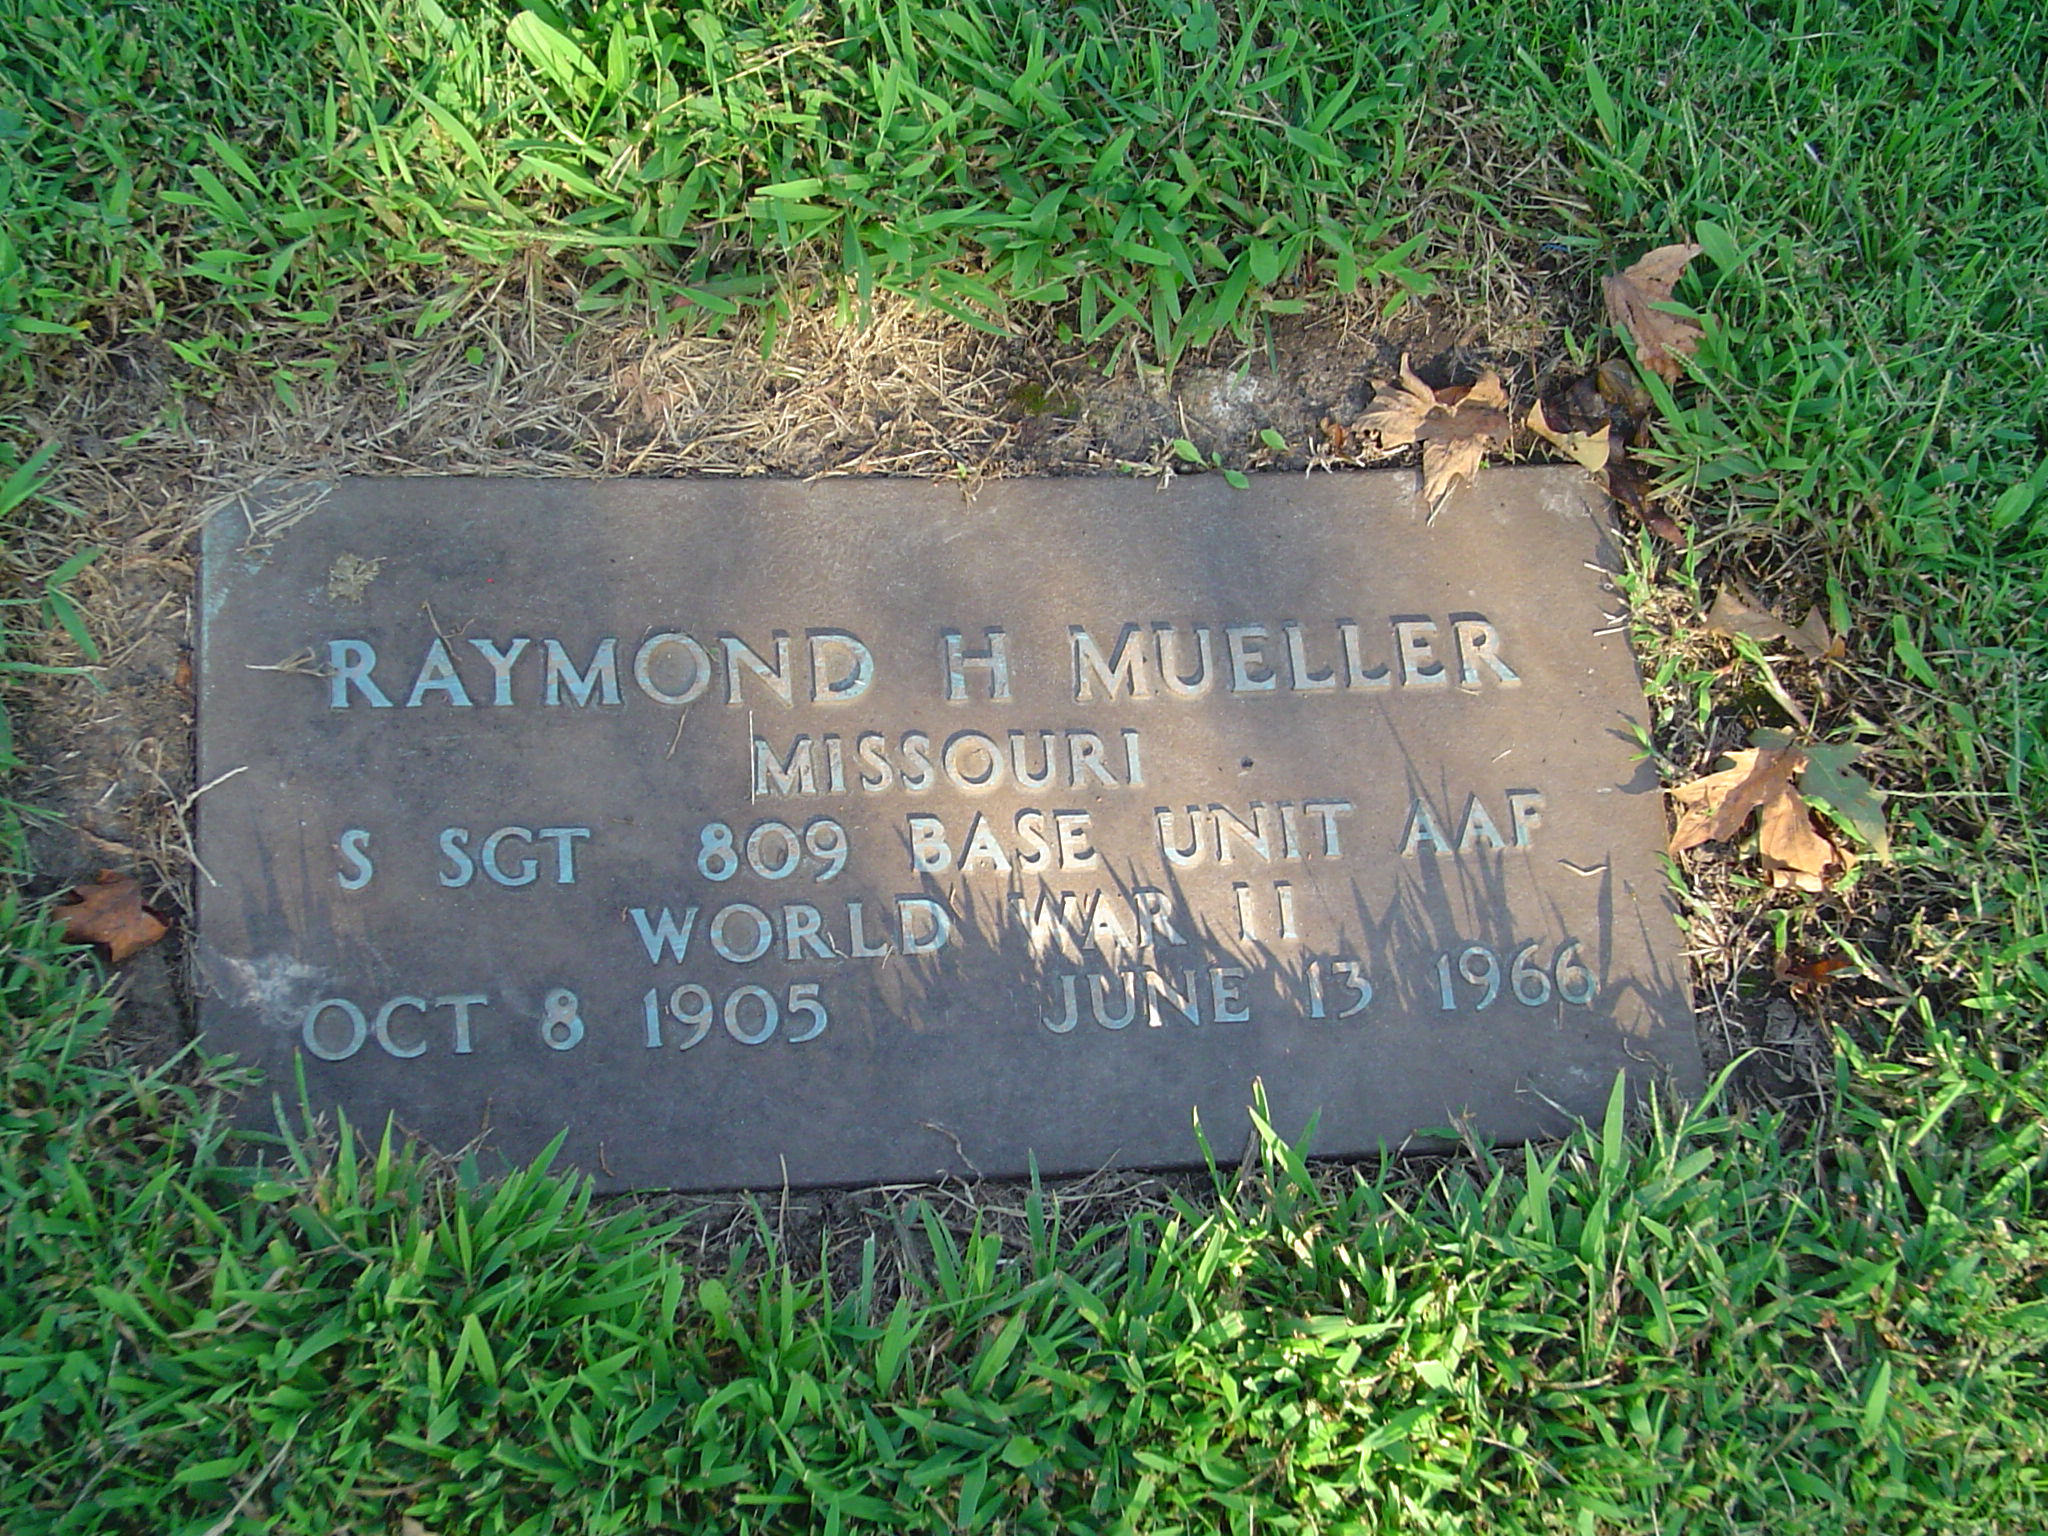 RAYMOND H MUELLER
MISSOURI
S SGT 809 BASE UNIT AAF
WORLD WAR II
OCT 8 1905 JUNE 13 1966